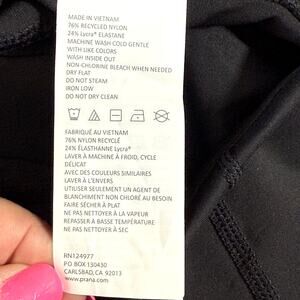 MADE IN VIETNAM
76% RECYCLED NYLON
24% Lycra® ELASTANE
MACHINE WASH COLD GENTLE
WITH LIKE COLORS
WASH INSIDE OUT
NON-CHLORINE BLEACH WHEN NEEDED
DRY FLAT
DO NOT STEAM
IRON LOW
DO NOT DRY CLEAN
FABRIQUÉ AU VIETNAM
76% NYLON RECYCLÉ
24% ÉLASTHANNE Lycra®
LAVER À MACHINE À FROID, CYCLE
DÉLICAT
AVEC DES COULEURS SIMILAIRES
LAVER À L'ENVERS
UTILISER SEULEMENT UN AGENT DE
BLANCHIMENT NON CHLORÉ AU BESOIN
FAIRE SÉCHER À PLAT
NE PAS NETTOYER À LA VAPEUR
REPASSER À BASSE TEMPÉRATURE
NE PAS NETTOYER À SEC
RN124977
PO BOX 130430
CARLSBAD, CA 92013
www.prana.com